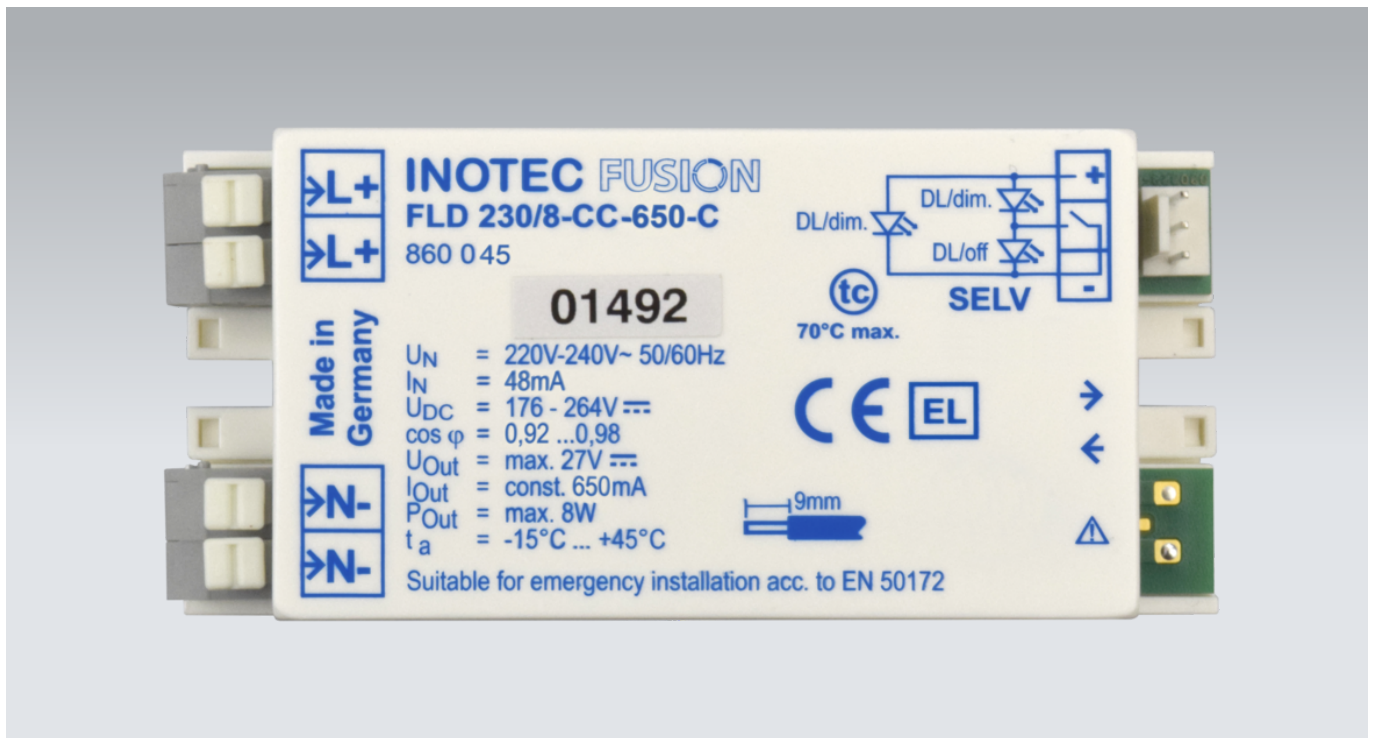 L+
L+
INOTEC FUSION
FLD 230/8-CC-650-C
860 045
01492
Made in
Germany
UN = 220V-240V~ 50/60Hz
IN = 48mA
UDC = 176 - 264V
cos φ = 0,92 ...0,98
UOut = max. 27V
IOut = const. 650mA
POut = max. 8W
ta = -15°C ... +45°C
N-
N-
Suitable for emergency installation acc. to EN 50172
DL/dim.
DL/dim.
DL/off
+
-
tc
SELV
70°C max.
CE EL
9mm